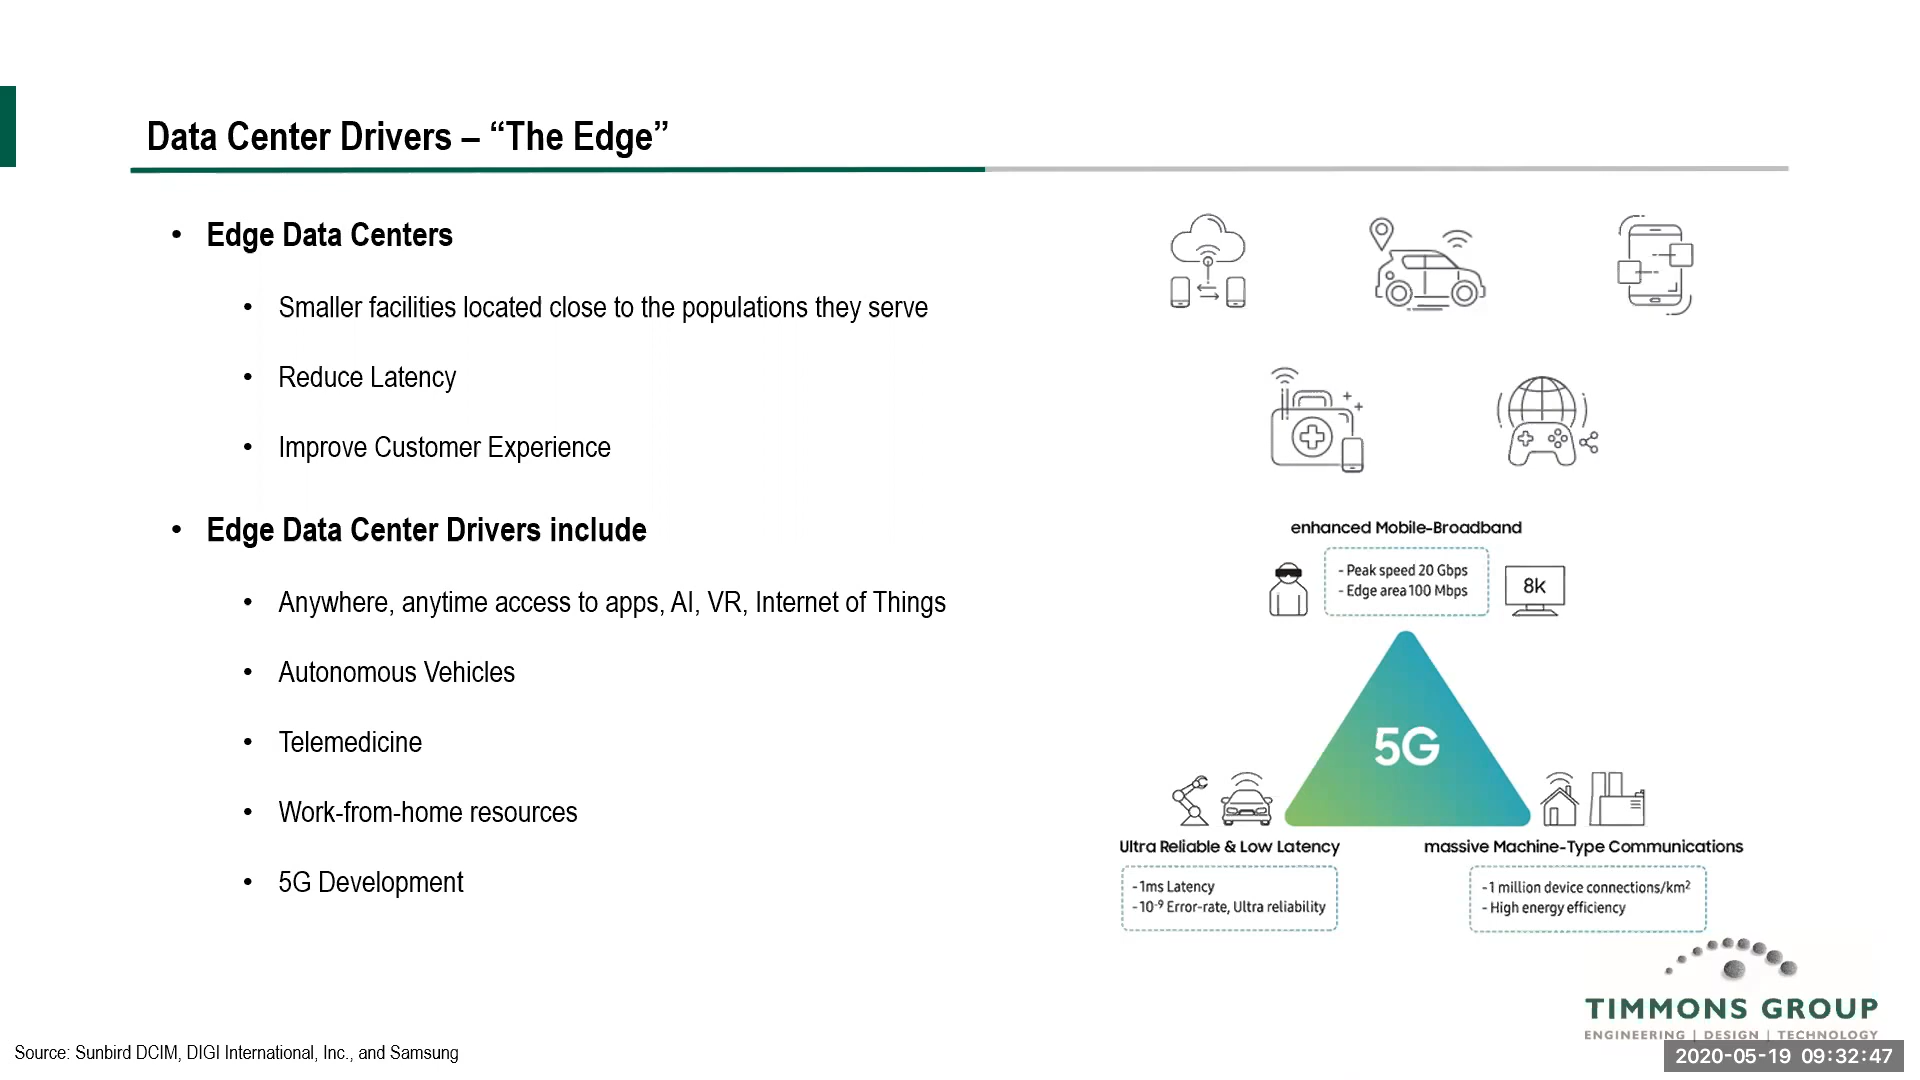 Data Center Drivers – “The Edge”
• Edge Data Centers
• Smaller facilities located close to the populations they serve
• Reduce Latency
• Improve Customer Experience
• Edge Data Center Drivers include
• Anywhere, anytime access to apps, AI, VR, Internet of Things
• Autonomous Vehicles
• Telemedicine
• Work-from-home resources
• 5G Development
enhanced Mobile-Broadband
- Peak speed 20 Gbps
- Edge area 100 Mbps
8k
5G
Ultra Reliable & Low Latency
- 1ms Latency
- 10⁻⁹ Error-rate, Ultra reliability
massive Machine-Type Communications
- 1 million device connections/km²
- High energy efficiency
TIMMONS GROUP
ENGINEERING | DESIGN | TECHNOLOGY
Source: Sunbird DCIM, DIGI International, Inc., and Samsung
2020-05-19 09:32:47